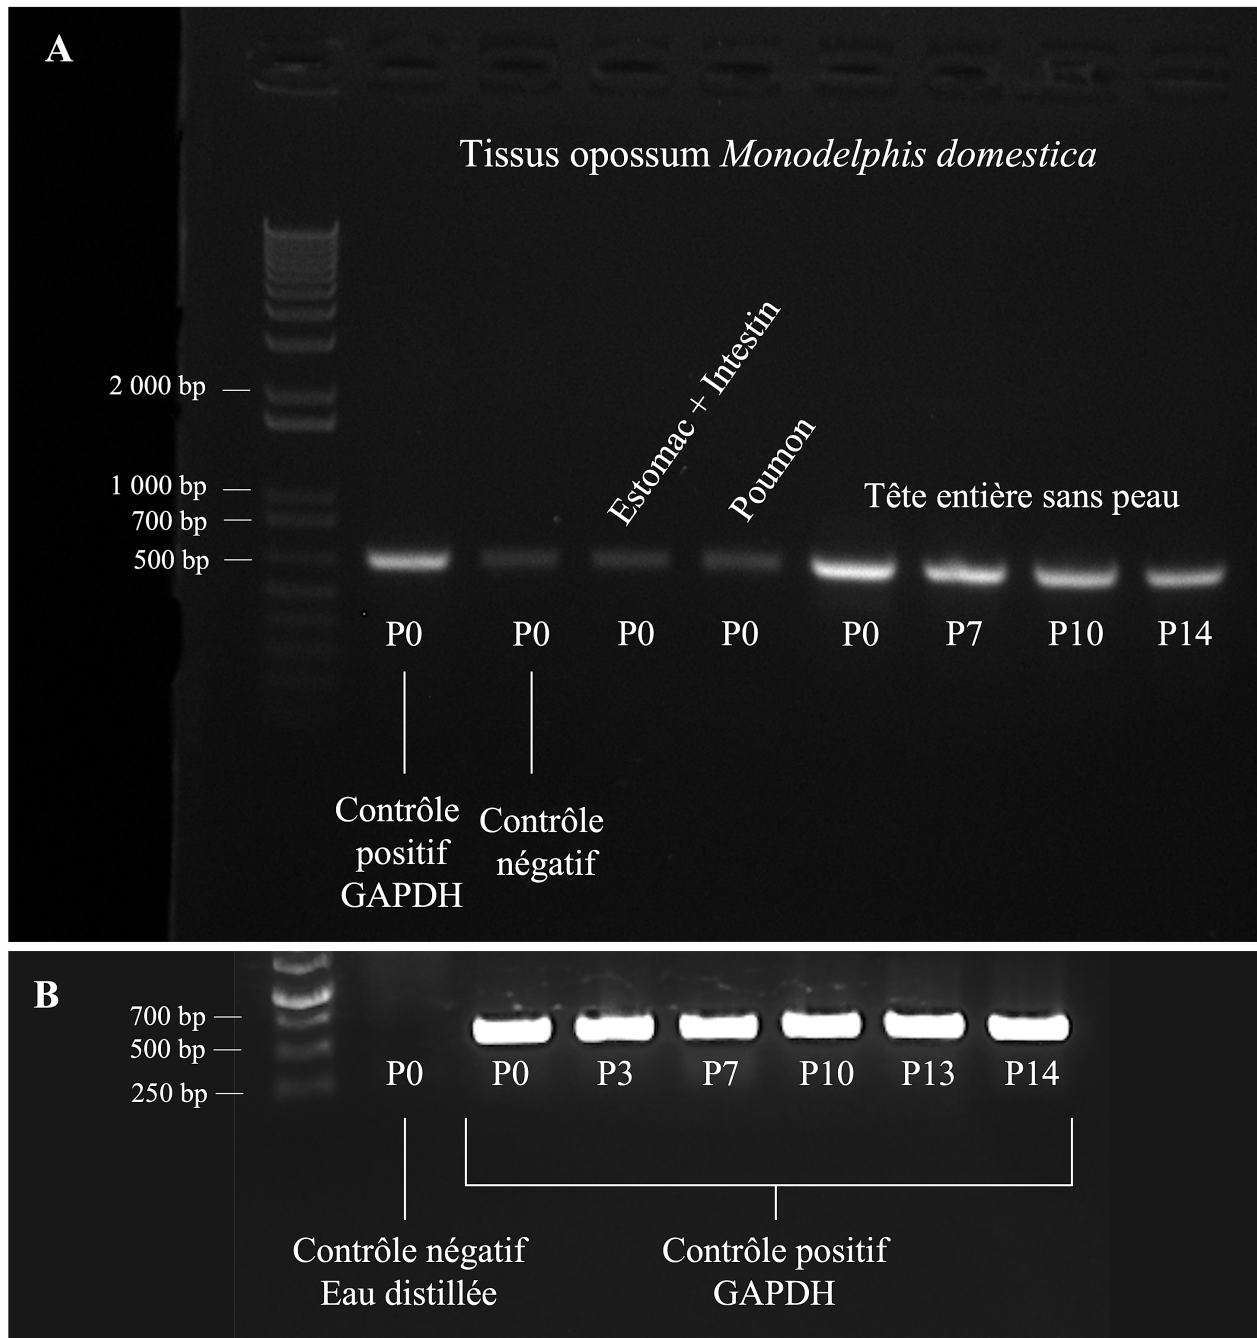 A
Tissus opossum Monodelphis domestica
2 000 bp
1 000 bp
700 bp
500 bp
Estomac + Intestin
Poumon
Tête entière sans peau
P0 P0 P0 P0 P0 P7 P10 P14
Contrôle
positif
GAPDH
Contrôle
négatif
B
700 bp
500 bp
250 bp
P0 P0 P3 P7 P10 P13 P14
Contrôle négatif
Eau distillée
Contrôle positif
GAPDH